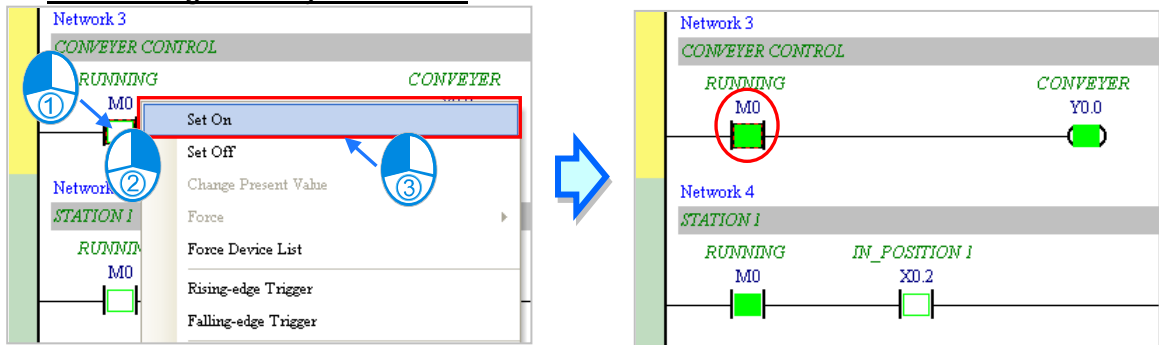 Network 3
CONVEYER CONTROL
RUNNING CONVEYER
M0
①
Set On
Set Off
②
Change Present Value
③
Network
STATION 1
Force
Force Device List
M0
Rising-edge Trigger
Falling-edge Trigger
Network 3
CONVEYER CONTROL
RUNNING CONVEYER
M0 Y0.0
Network 4
STATION 1
RUNNING IN_POSITION 1
M0 X0.2